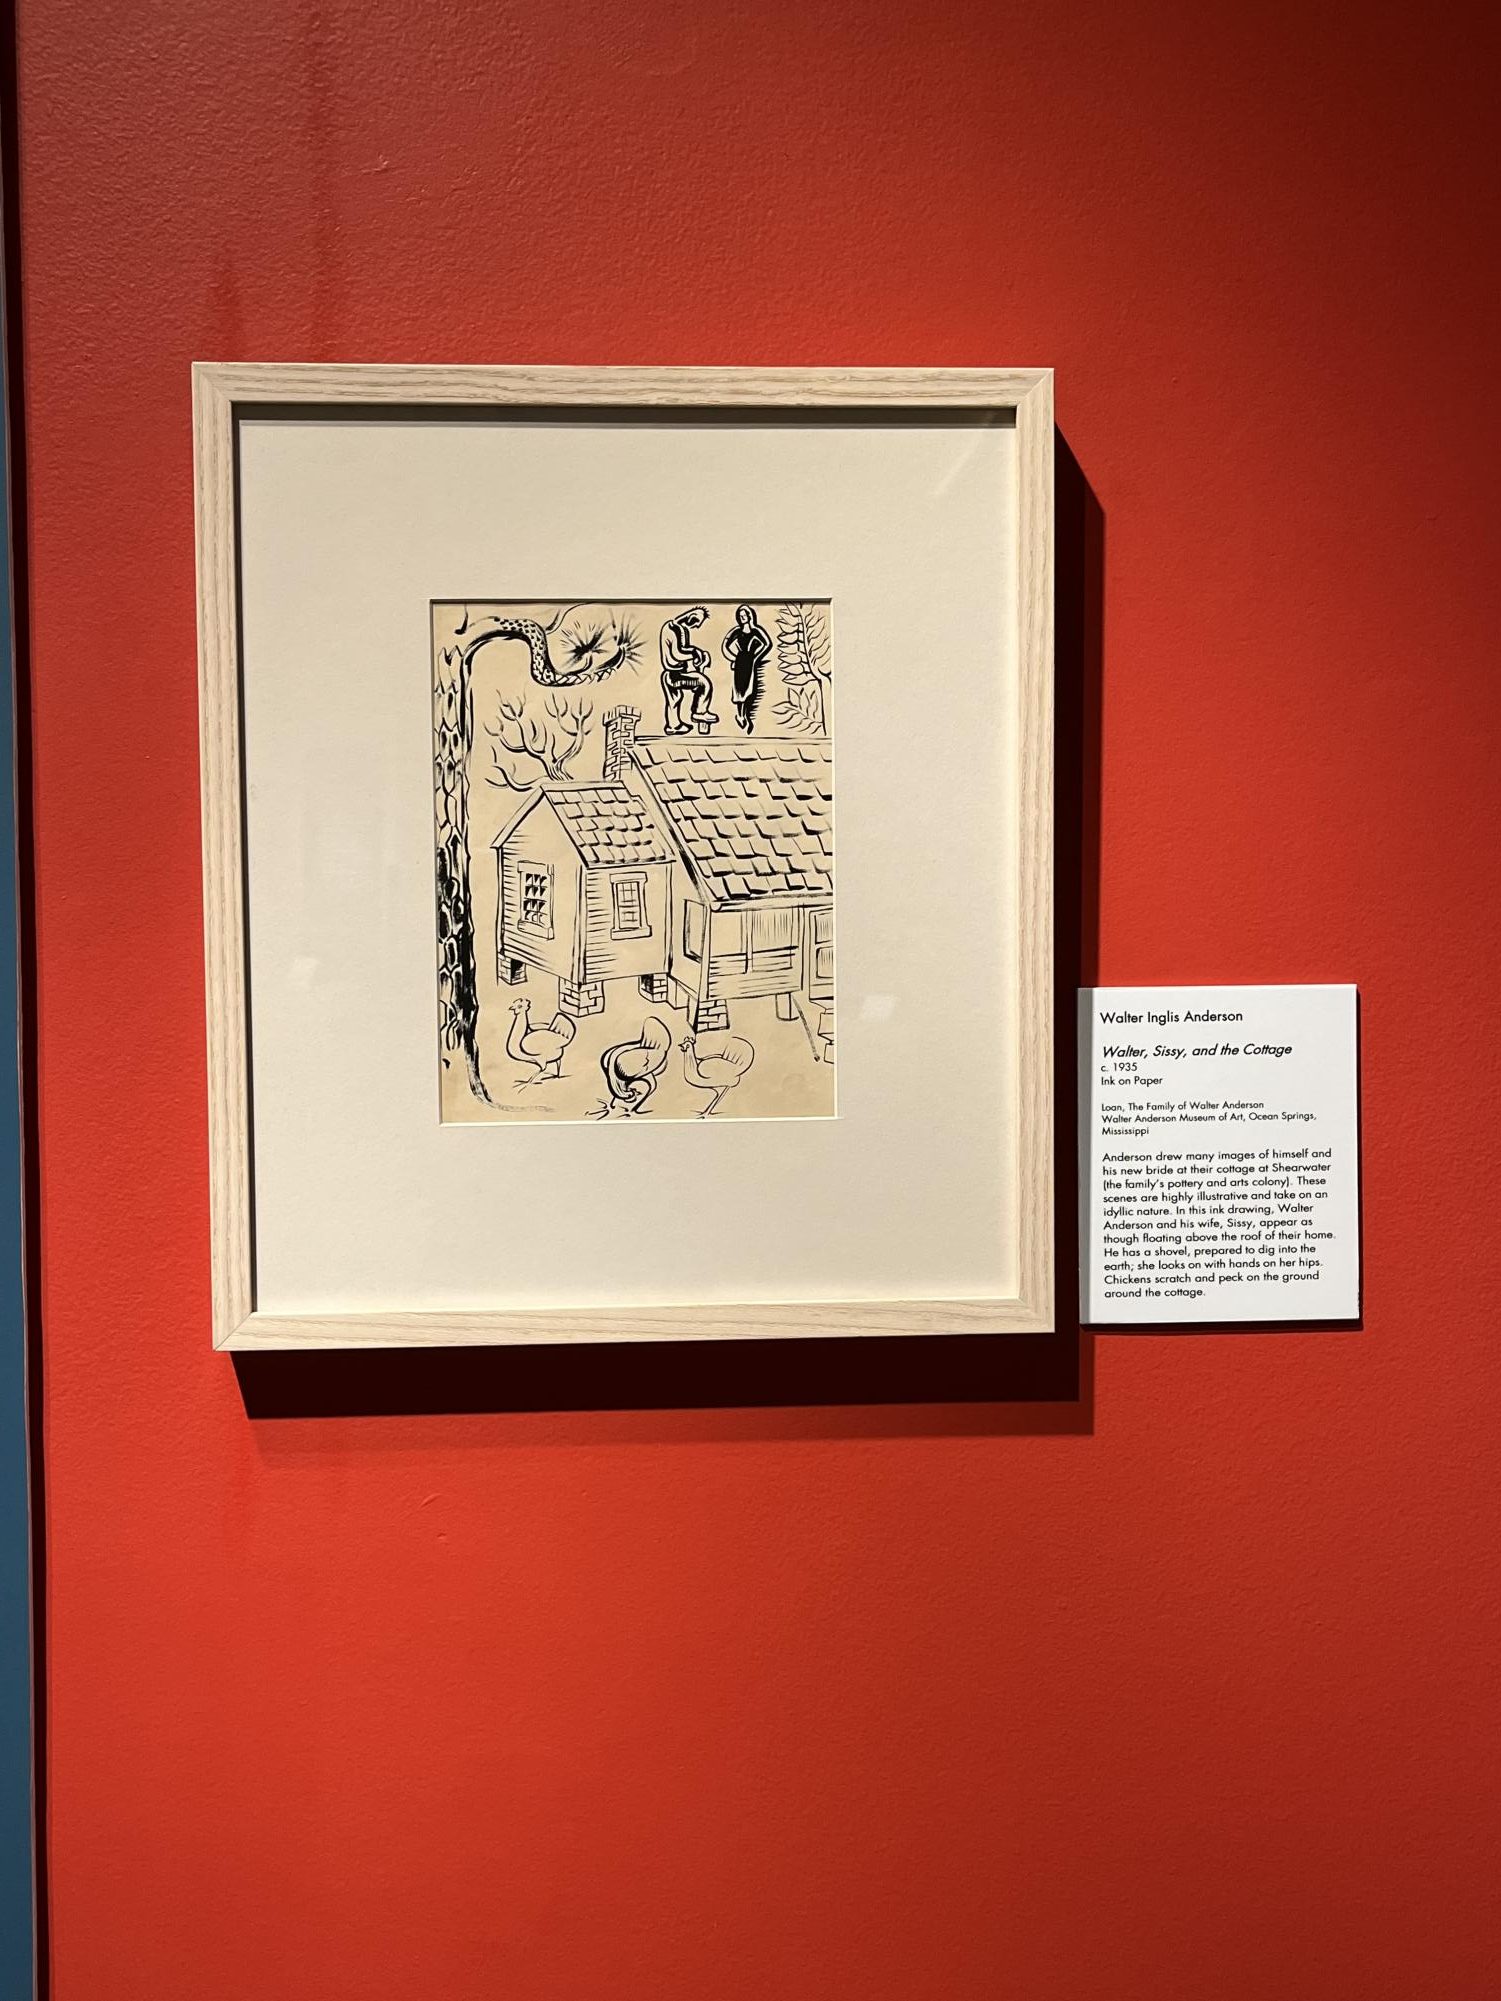 Walter Inglis Anderson
Walter, Sissy, and the Cottage
c. 1935
Ink on Paper
Loan, The Family of Walter Anderson
Walter Anderson Museum of Art, Ocean Springs,
Mississippi
Anderson drew many images of himself and
his new bride at their cottage at Shearwater
(the family's pottery and arts colony). These
scenes are highly illustrative and take on an
idyllic nature. In this ink drawing, Walter
Anderson and his wife, Sissy, appear as
though floating above the roof of their home.
He has a shovel, prepared to dig into the
earth; she looks on with hands on her hips.
Chickens scratch and peck on the ground
around the cottage.